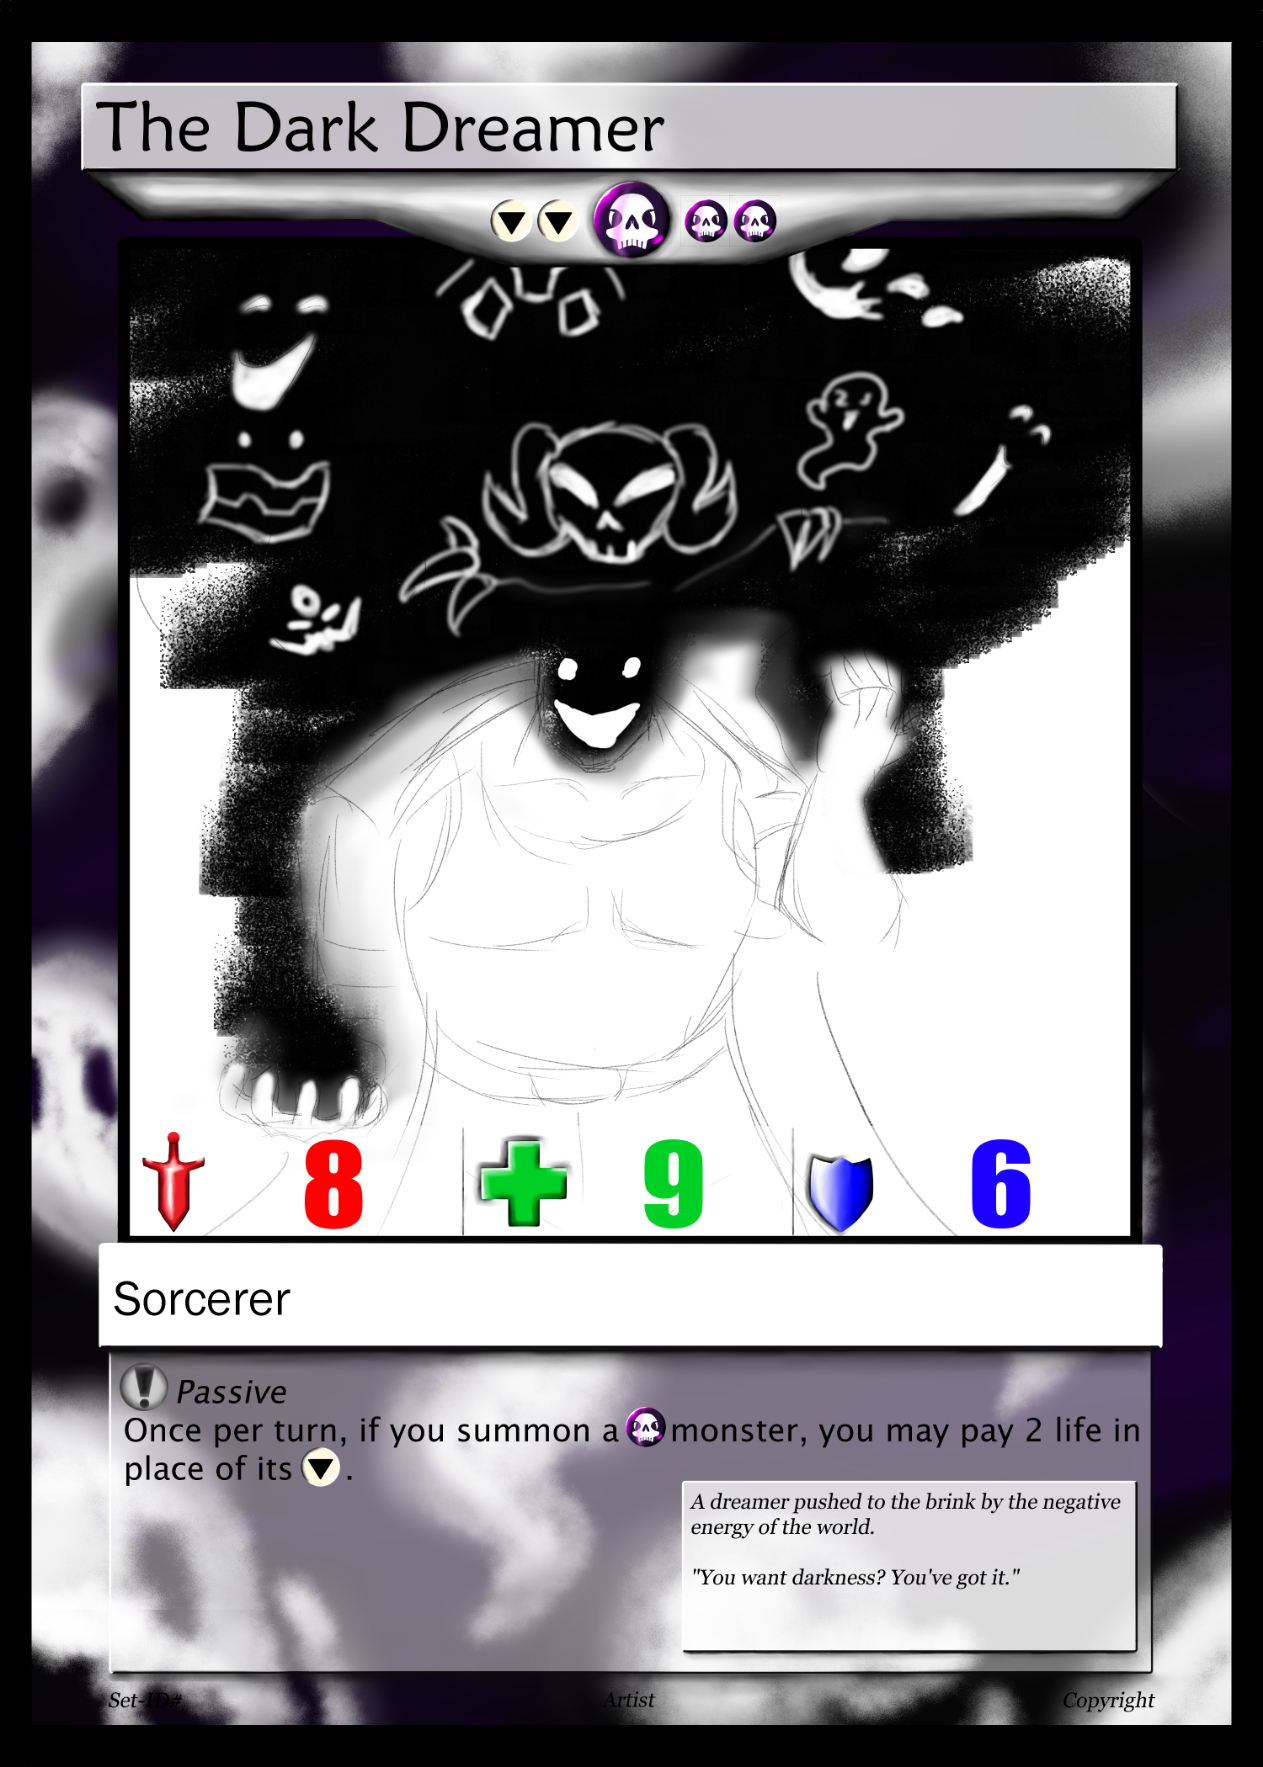 The Dark Dreamer
8 9 6
Sorcerer
Passive
Once per turn, if you summon a monster, you may pay 2 life in
place of its .
A dreamer pushed to the brink by the negative
energy of the world.
"You want darkness? You've got it."
Set-ID# Artist Copyright